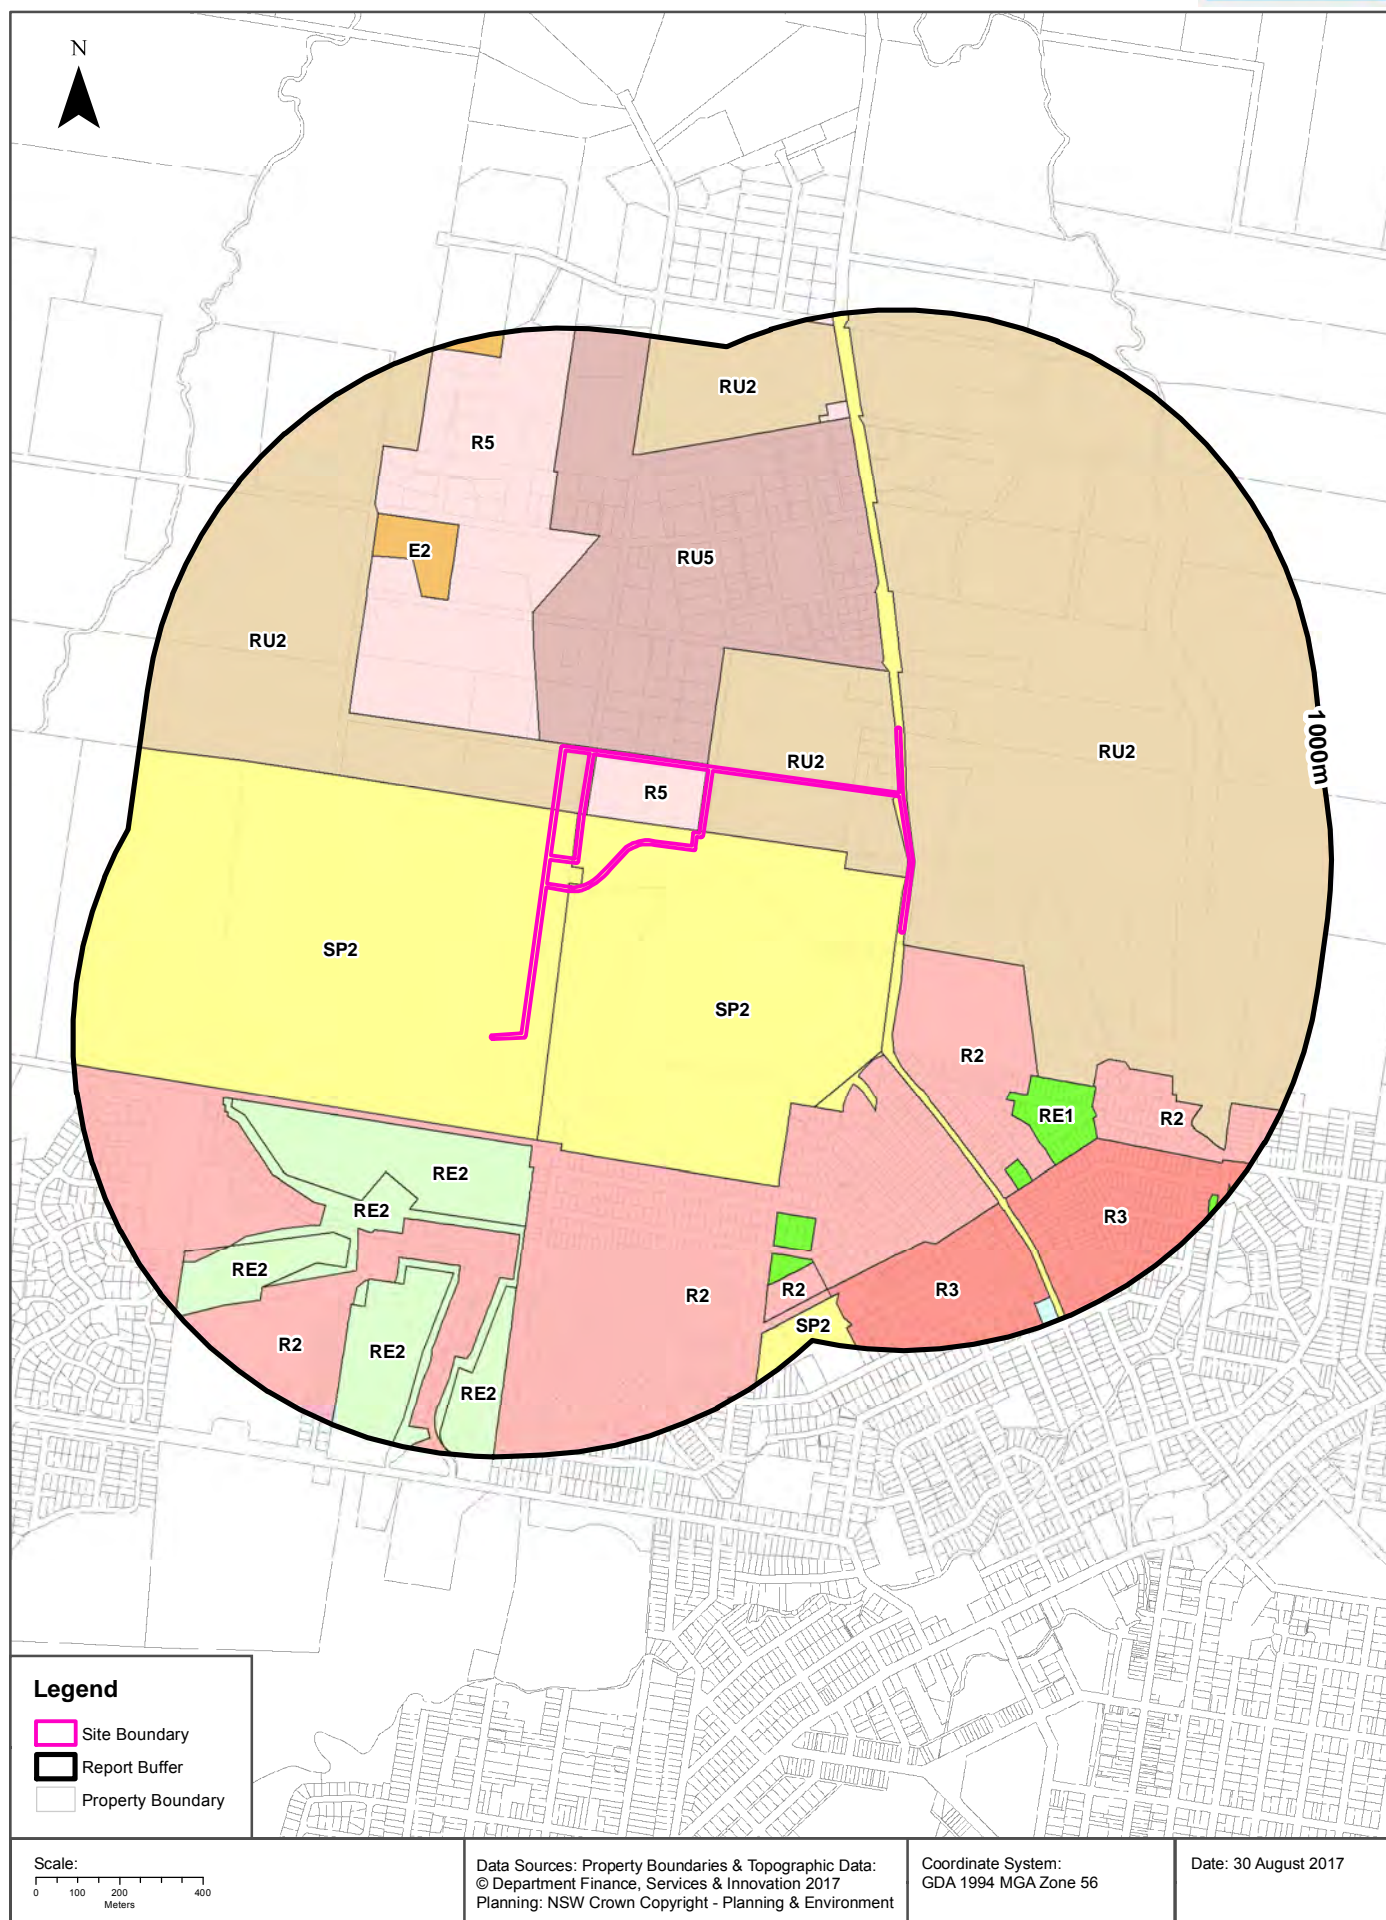 N
RU2
R5
E2
RU5
RU2
1000m
RU2
RU2
R5
SP2
SP2
R2
RE1
R2
RE2
RE2
R3
RE2
R2
R2
R3
SP2
R2
RE2
RE2
Legend
Site Boundary
Report Buffer
Property Boundary
Scale:
0 100 200 400
Meters
Data Sources: Property Boundaries & Topographic Data:
© Department Finance, Services & Innovation 2017
Planning: NSW Crown Copyright - Planning & Environment
Coordinate System:
GDA 1994 MGA Zone 56
Date: 30 August 2017